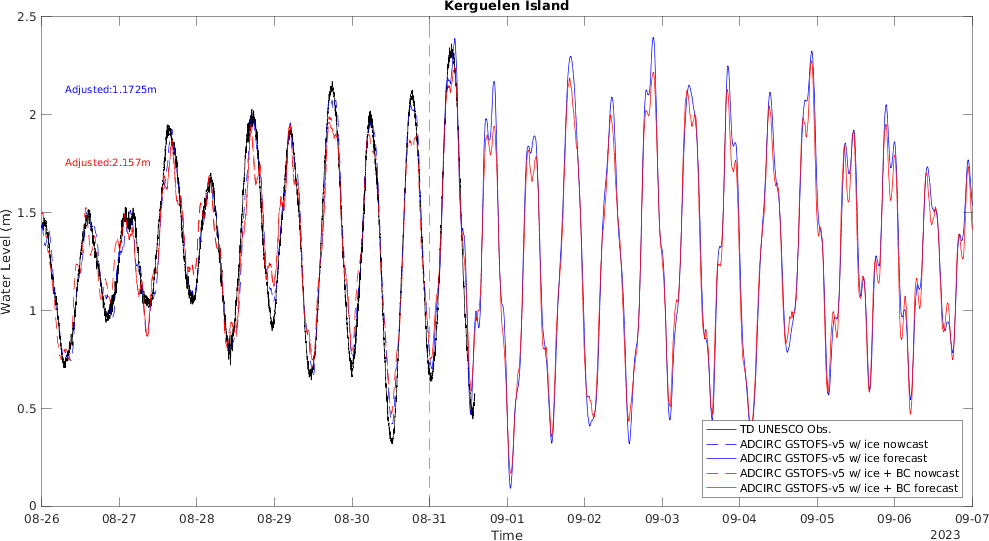 Kerguelen Island
2.5
2
1.5
1
0.5
0
Water Level (m)
Adjusted:1.1725m
Adjusted:2.157m
TD UNESCO Obs.
ADCIRC GSTOFS-v5 w/ ice nowcast
ADCIRC GSTOFS-v5 w/ ice forecast
ADCIRC GSTOFS-v5 w/ ice + BC nowcast
ADCIRC GSTOFS-v5 w/ ice + BC forecast
08-26 08-27 08-28 08-29 08-30 08-31 09-01 09-02 09-03 09-04 09-05 09-06 09-07
Time
2023